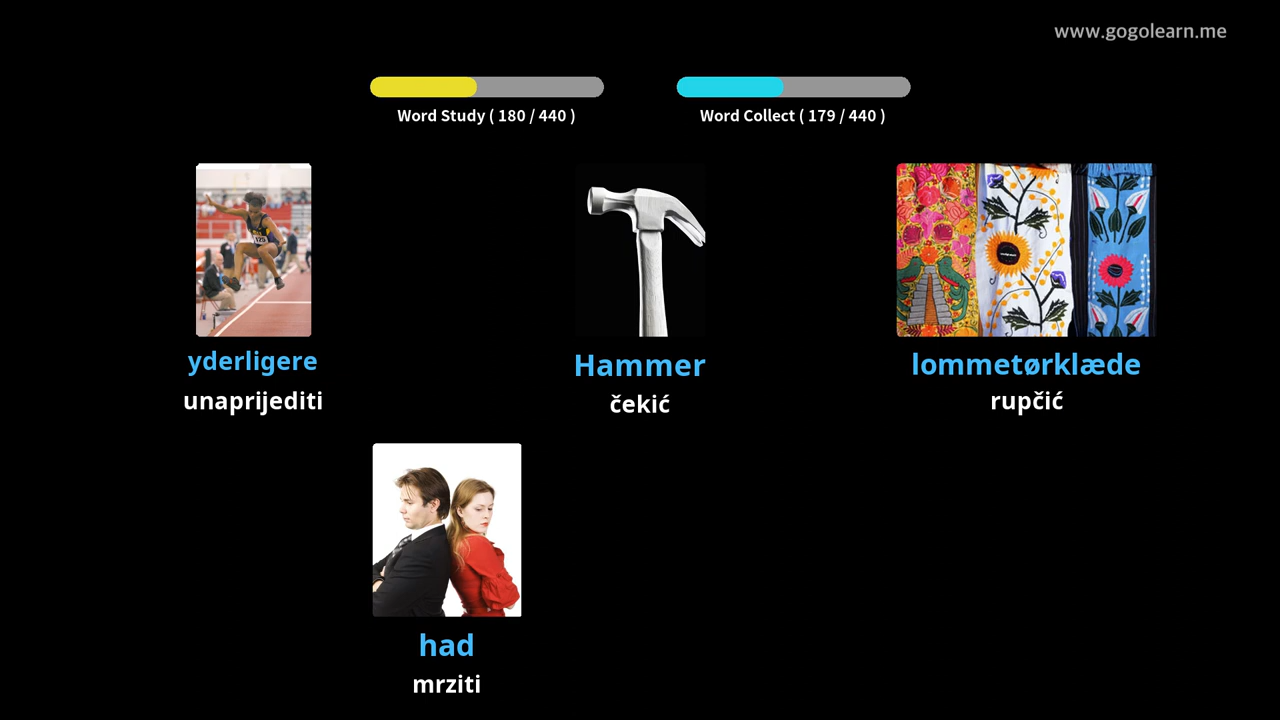 www.gogolearn.me
Word Study ( 180 / 440 )
Word Collect ( 179 / 440 )
yderligere
unaprijediti
Hammer
čekić
lommetørklæde
rupčić
had
mrziti